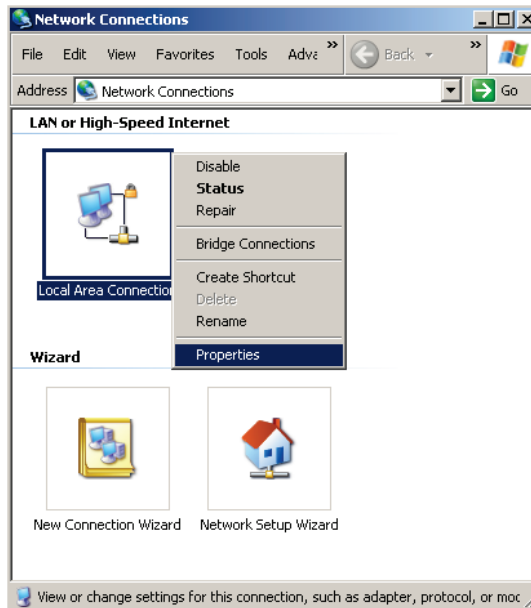 Network Connections
File Edit View Favorites Tools Adva » Back »
Address Network Connections Go
LAN or High-Speed Internet
Disable
Status
Repair
Bridge Connections
Create Shortcut
Delete
Rename
Properties
Local Area Connection
Wizard
New Connection Wizard Network Setup Wizard
View or change settings for this connection, such as adapter, protocol, or moc